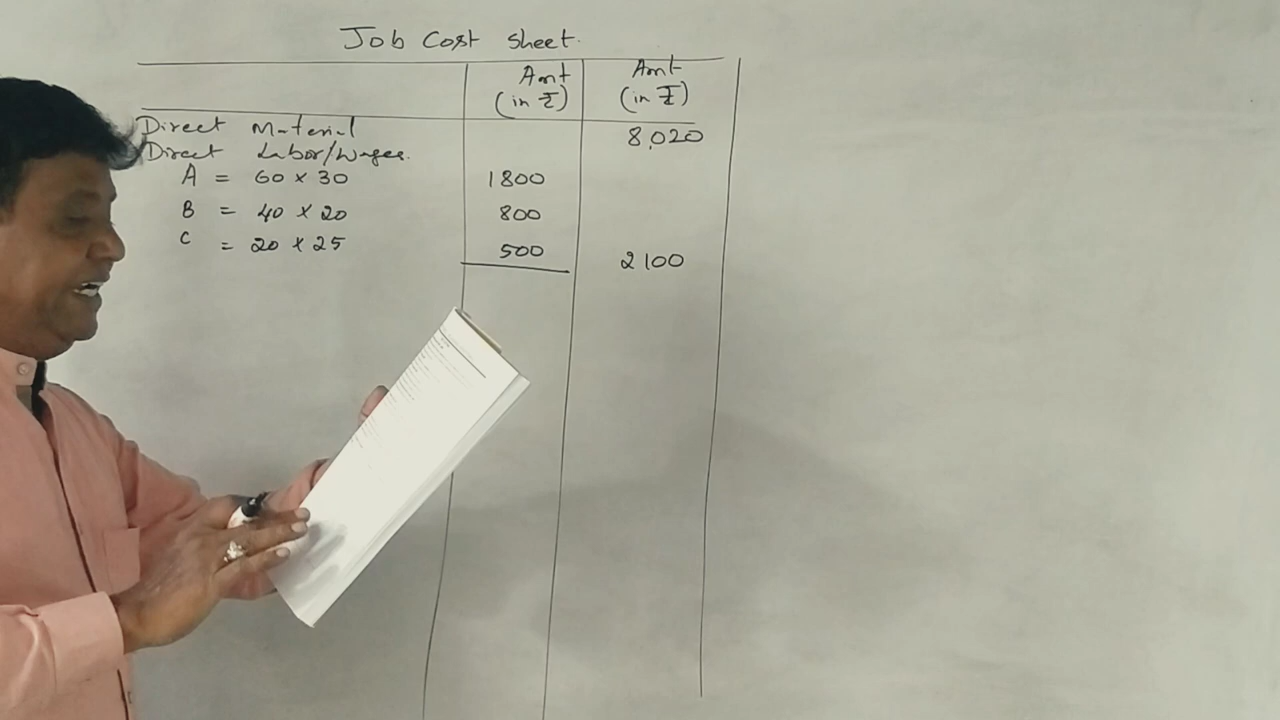 Job Cost Sheet.
Amt (in ₹) Amt (in ₹)
Direct Material 8,020
Direct Labor/Wages.
A = 60 × 30 1800
B = 40 × 20 800
C = 20 × 25 500 2100